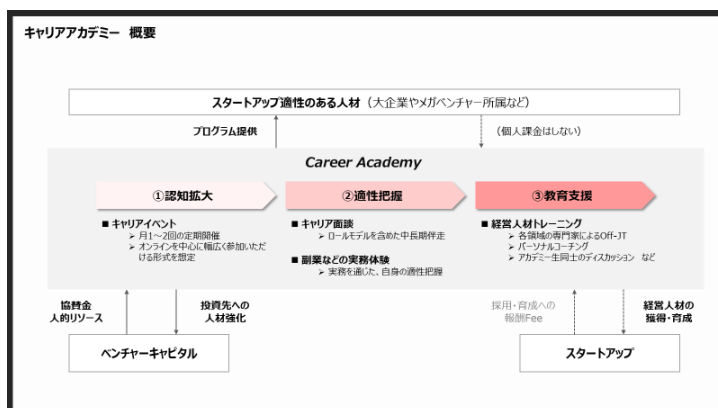 キャリアアカデミー 概要
スタートアップ適性のある人材（大企業やメガベンチャー所属など）
プログラム提供
（個人課金はしない）
Career Academy
①認知拡大
②適性把握
③教育支援
■ キャリアイベント
➢ 月1～2回の定期開催
➢ オンラインを中心に幅広く参加いただ
ける形式を想定
■ キャリア面談
➢ ロールモデルを含めた中長期伴走
■ 副業などの実務体験
➢ 実務を通じた、自身の適性把握
■ 経営人材トレーニング
➢ 各領域の専門家によるOff-JT
➢ パーソナルコーチング
➢ アカデミー生同士のディスカッション など
協賛金
人的リソース
投資先への
人材強化
採用・育成への
報酬Fee
経営人材の
獲得・育成
ベンチャーキャピタル
スタートアップ